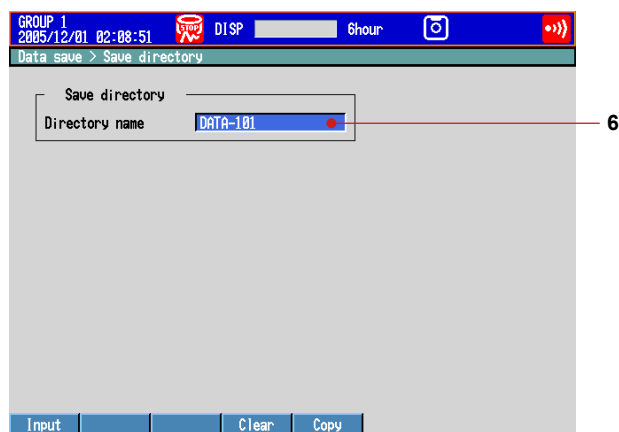 GROUP 1
2005/12/01 02:08:51
STOP
DISP
6hour
Data save > Save directory
Save directory
Directory name
DATA-101
6
Input
Clear
Copy